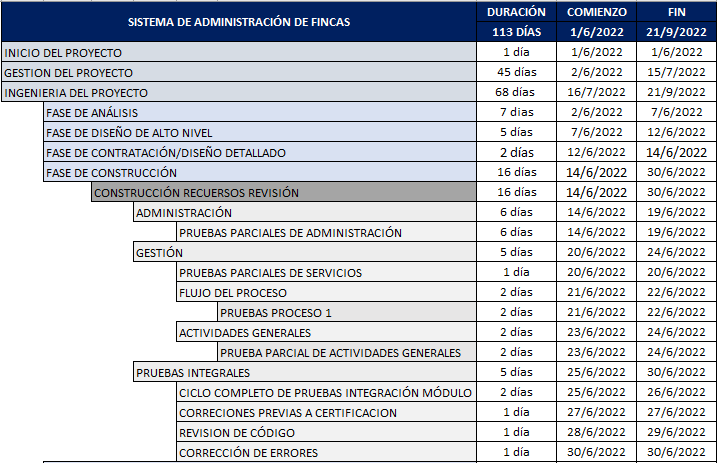 SISTEMA DE ADMINISTRACIÓN DE FINCAS DURACIÓN COMIENZO FIN
113 DÍAS 1/6/2022 21/9/2022
INICIO DEL PROYECTO 1 día 1/6/2022 1/6/2022
GESTION DEL PROYECTO 45 días 2/6/2022 15/7/2022
INGENIERIA DEL PROYECTO 68 días 16/7/2022 21/9/2022
FASE DE ANÁLISIS 7 dias 2/6/2022 7/6/2022
FASE DE DISEÑO DE ALTO NIVEL 5 días 7/6/2022 12/6/2022
FASE DE CONTRATACIÓN/DISEÑO DETALLADO 2 días 12/6/2022 14/6/2022
FASE DE CONSTRUCCIÓN 16 días 14/6/2022 30/6/2022
CONSTRUCCIÓN RECUERSOS REVISIÓN 16 días 14/6/2022 30/6/2022
ADMINISTRACIÓN 6 días 14/6/2022 19/6/2022
PRUEBAS PARCIALES DE ADMINISTRACIÓN 6 días 14/6/2022 19/6/2022
GESTIÓN 5 días 20/6/2022 24/6/2022
PRUEBAS PARCIALES DE SERVICIOS 1 día 20/6/2022 20/6/2022
FLUJO DEL PROCESO 2 días 21/6/2022 22/6/2022
PRUEBAS PROCESO 1 2 días 21/6/2022 22/6/2022
ACTIVIDADES GENERALES 2 días 23/6/2022 24/6/2022
PRUEBA PARCIAL DE ACTIVIDADES GENERALES 2 días 23/6/2022 24/6/2022
PRUEBAS INTEGRALES 5 días 25/6/2022 30/6/2022
CICLO COMPLETO DE PRUEBAS INTEGRACIÓN MÓDULO 2 días 25/6/2022 26/6/2022
CORRECIONES PREVIAS A CERTIFICACION 1 día 27/6/2022 27/6/2022
REVISION DE CÓDIGO 1 día 28/6/2022 29/6/2022
CORRECCIÓN DE ERRORES 1 día 30/6/2022 30/6/2022